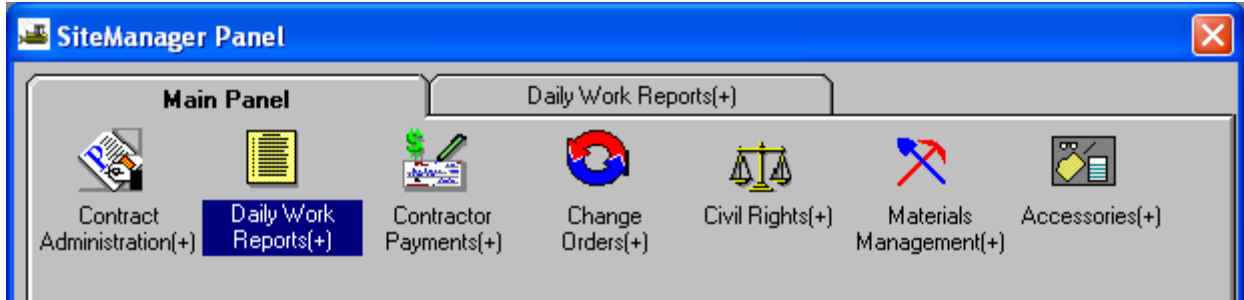 SiteManager Panel
Main Panel
Daily Work Reports(+)
Contract
Administration(+)
Daily Work
Reports(+)
Contractor
Payments(+)
Change
Orders(+)
Civil Rights(+)
Materials
Management(+)
Accessories(+)